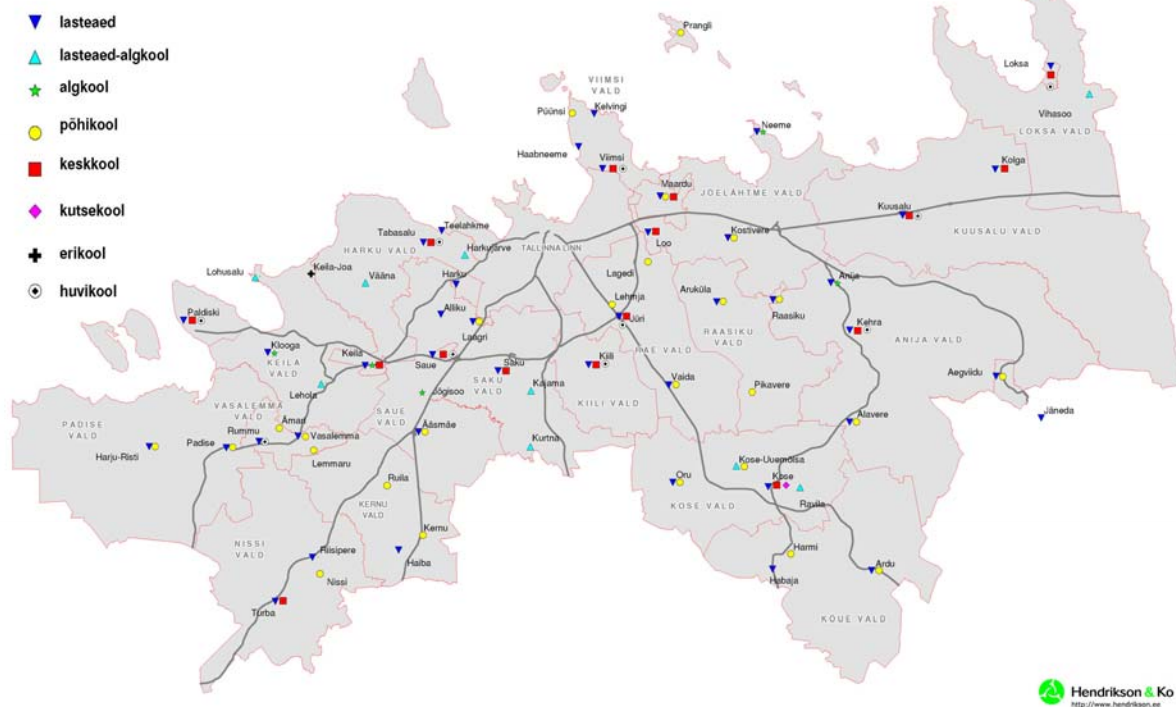 lasteaed
lasteaed-algkool
algkool
põhikool
keskkool
kutsekool
erikool
huvikool
Prangli
Loksa
VIIMSI
VALD
Püünsi
Kelvingi
Vihasoo
LOKSA VALD
Neeme
Haabneeme
Viimsi
Kolga
Maardu
JÕELÄHTME VALD
Kuusalu
KUUSALU
VALD
Teelahkme
Tabasalu
HARKU VALD
Harkujärve
TALLINNA LINN
Loo
Kostivere
Lohusalu
Keila-Joa
Vääna
Harku
Lagedi
Anija
Paldiski
Alliku
Laagri
Lehmja
Jüri
Aruküla
Raasiku
RAASIKU
VALD
Kehra
ANIJA VALD
Klooga
KEILA
VALD
Keila
Saue
Saku
SAKU
VALD
Kiili
RAE VALD
Aegviidu
Lehola
Jõgisoo
Kajama
KIILI VALD
Vaida
Pikavere
VASALEMMA
VALD
SAUE
VALD
Jäneda
PADISE
VALD
Harju-Risti
Padise
Rummu
Ämari
Vasalemma
Lemmaru
Ääsmäe
Kurtna
Alavere
Ruila
Oru
Kose-Uuemõisa
Kose
Ravila
KOSE VALD
KERNU
VALD
Kernu
NISSI
VALD
Riisipere
Haiba
Nissi
Harmi
Habaja
Ardu
Turba
KÕUE VALD
Hendrikson & Ko
http://www.hendrikson.ee